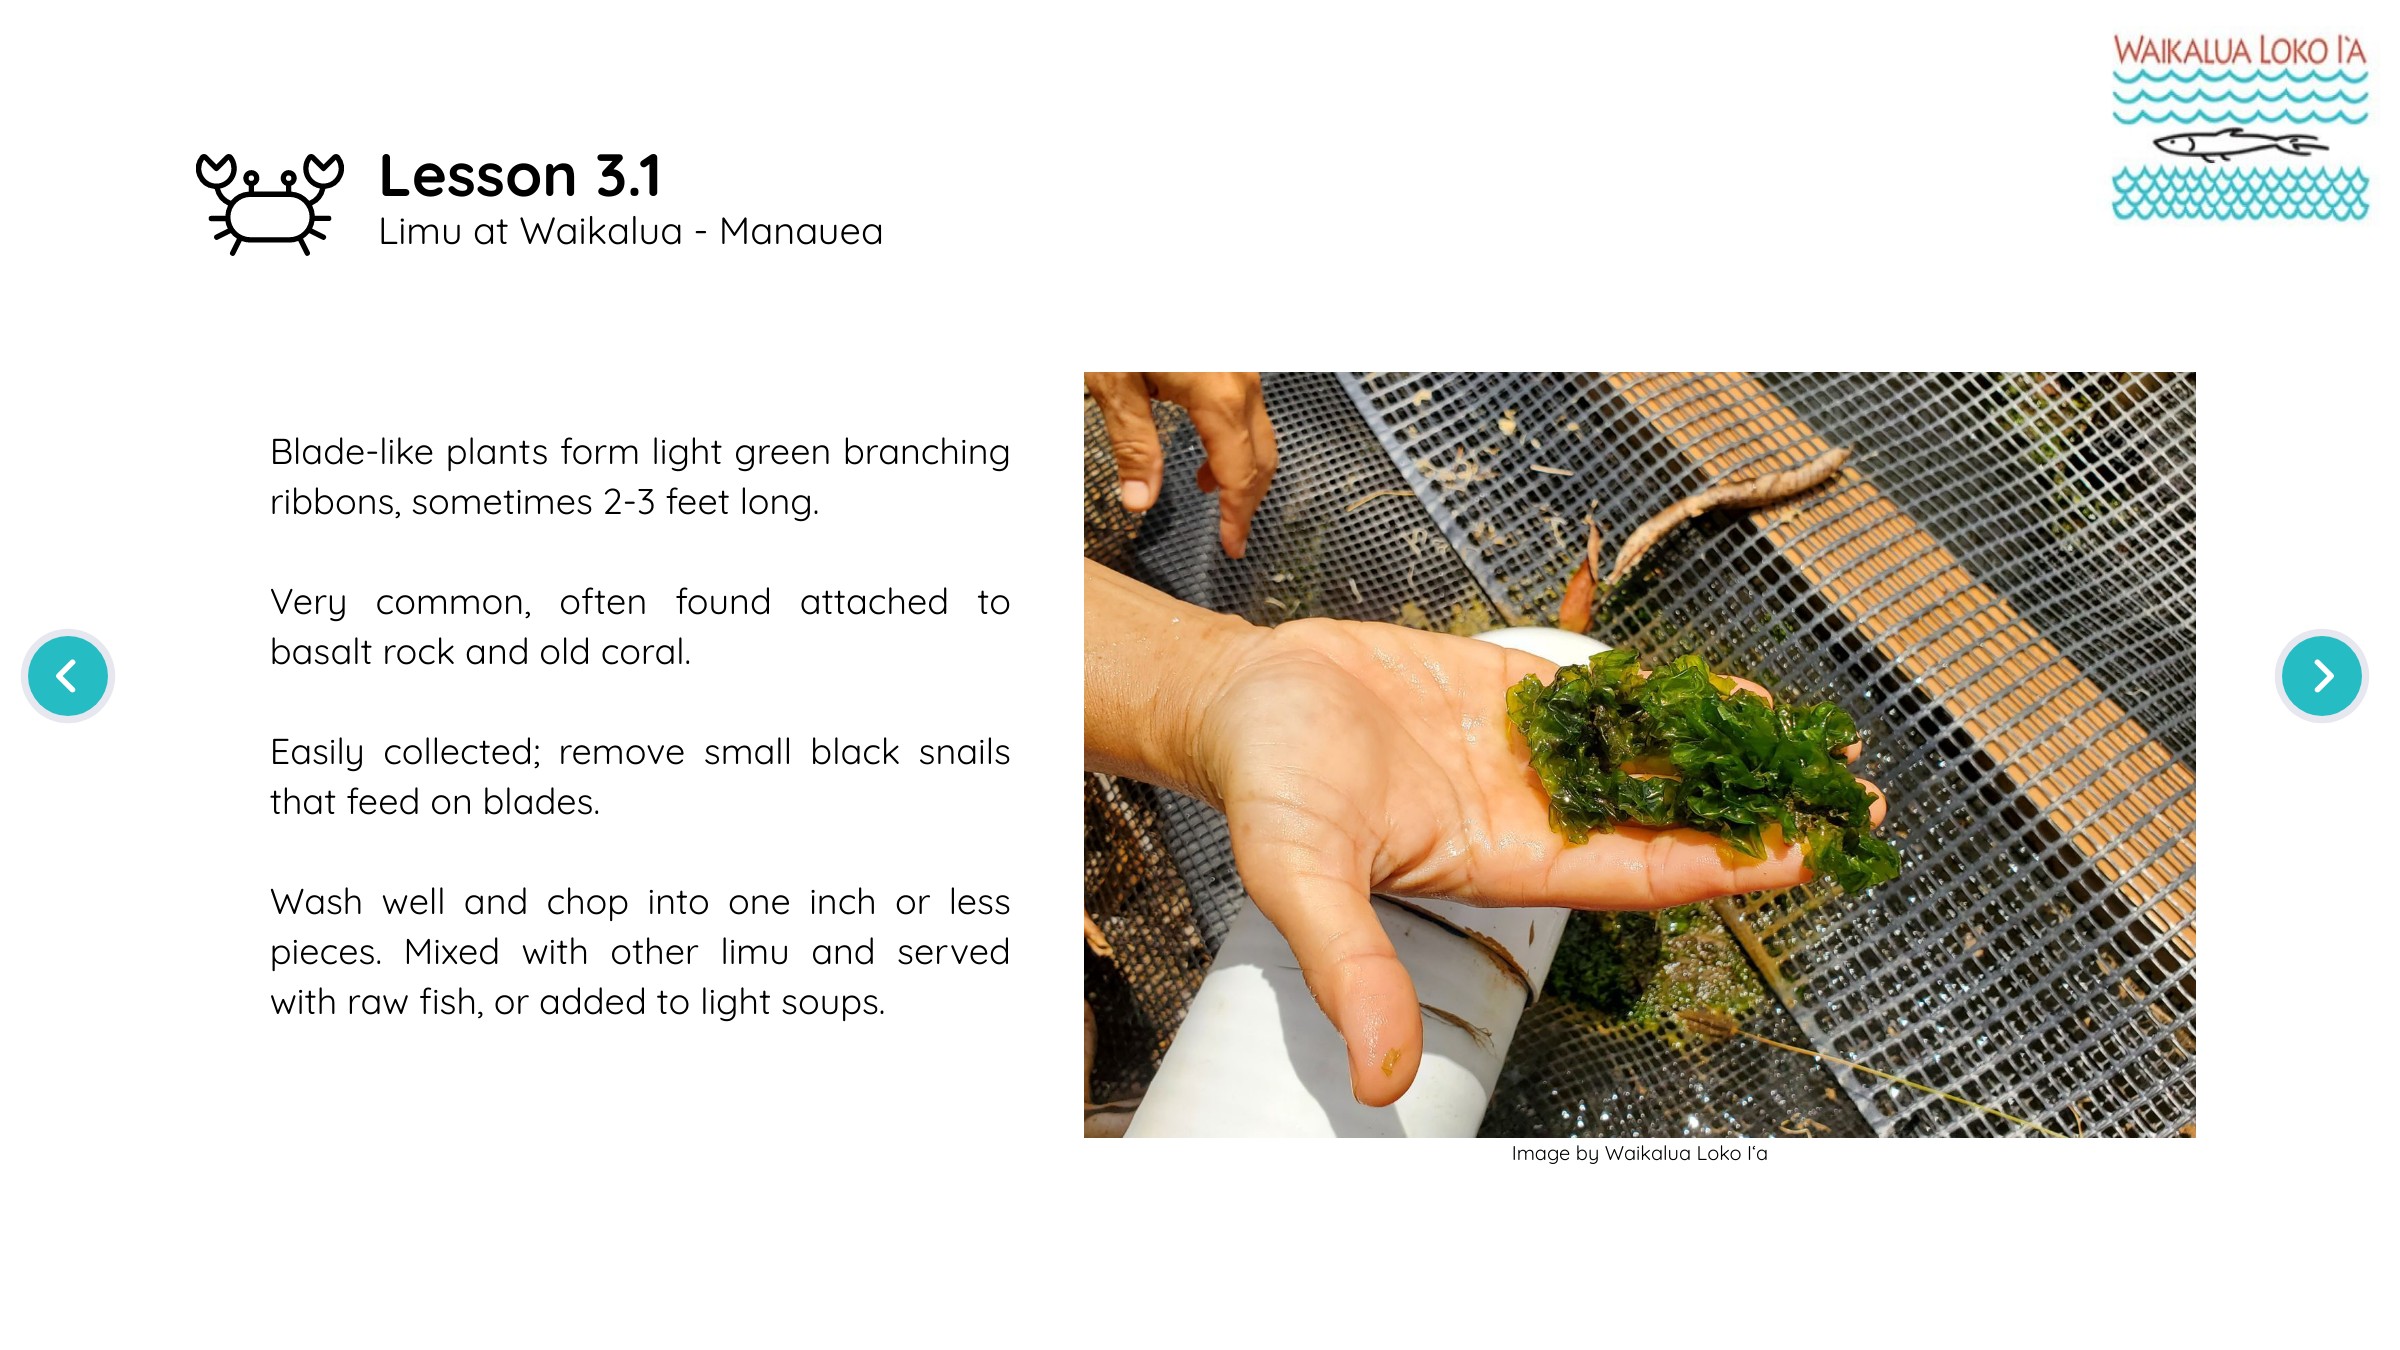 WAIKALUA LOKO I'A
Lesson 3.1
Limu at Waikalua - Manauea
Blade-like plants form light green branching
ribbons, sometimes 2-3 feet long.
Very common, often found attached to
basalt rock and old coral.
Easily collected; remove small black snails
that feed on blades.
Wash well and chop into one inch or less
pieces. Mixed with other limu and served
with raw fish, or added to light soups.
Image by Waikalua Loko I‘a